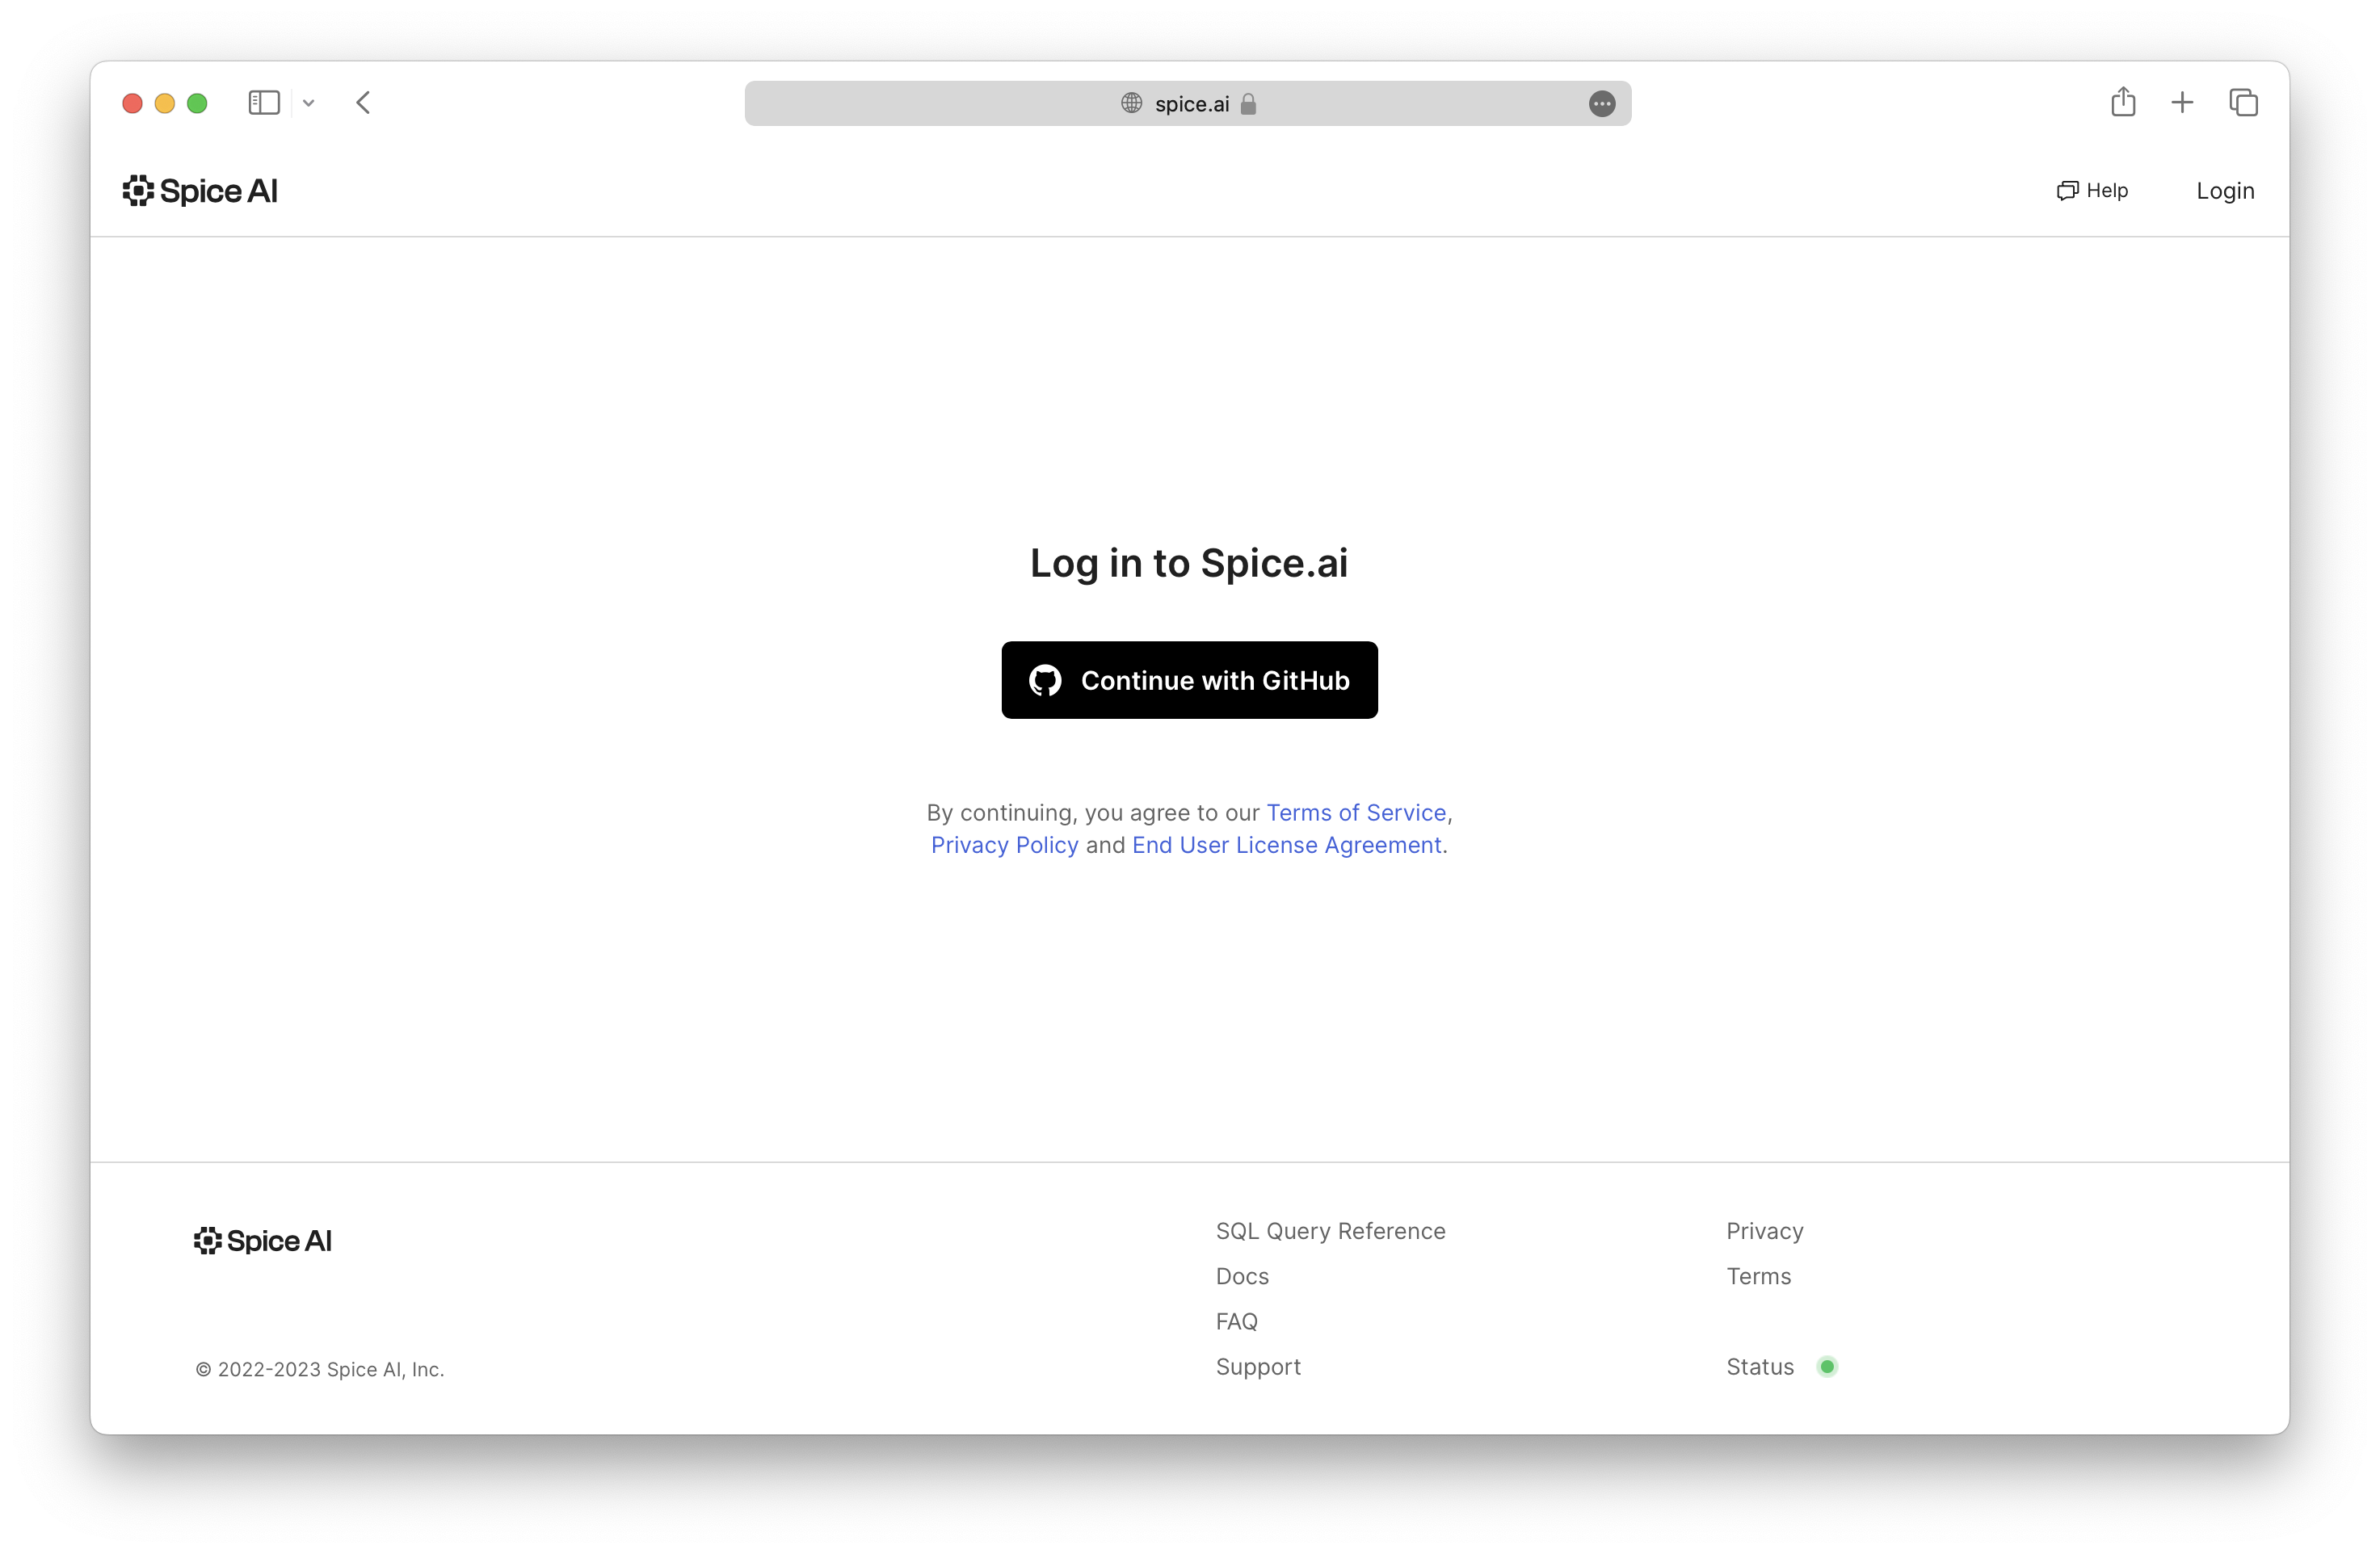 spice.ai
Spice AI
Help
Login
Log in to Spice.ai
Continue with GitHub
By continuing, you agree to our Terms of Service,
Privacy Policy and End User License Agreement.
Spice AI
© 2022-2023 Spice AI, Inc.
SQL Query Reference
Docs
FAQ
Support
Privacy
Terms
Status